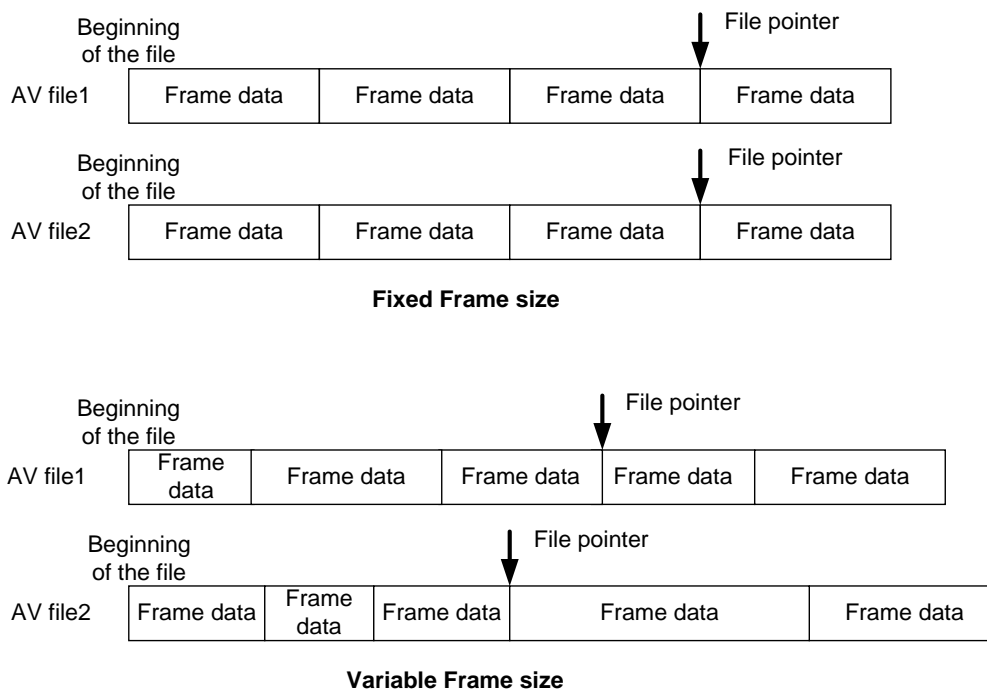 Beginning
of the file
File pointer
AV file1
Frame data Frame data Frame data Frame data
Beginning
of the file
File pointer
AV file2
Frame data Frame data Frame data Frame data
Fixed Frame size
Beginning
of the file
File pointer
AV file1
Frame
data
Frame data Frame data Frame data Frame data
Beginning
of the file
File pointer
AV file2
Frame data
Frame
data
Frame data Frame data Frame data
Variable Frame size